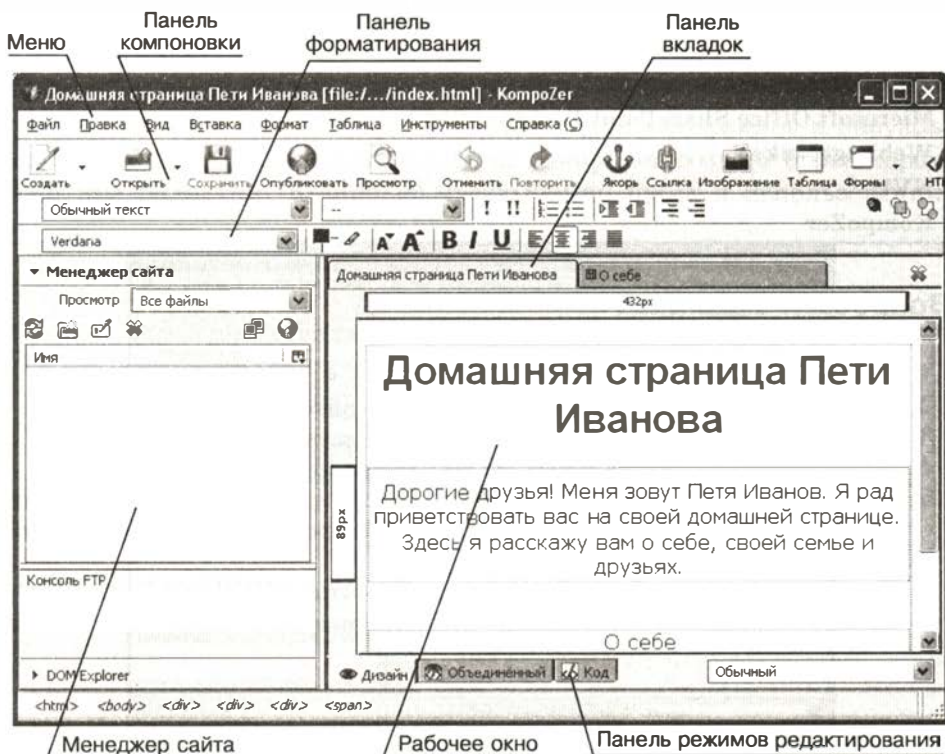 Меню
Панель компоновки
Панель форматирования
Панель вкладок
Домашняя страница Пети Иванова [file:/.../index.html] - KompoZer
Файл Правка Вид Вставка Формат Таблица Инструменты Справка (C)
Создать Открыть Сохранить Опубликовать Просмотр Отменить Повторить Якорь Ссылка Изображение Таблица Формы
Обычный текст -- ! !!
Verdana A A B I U
Менеджер сайта
Просмотр Все файлы
Имя
Консоль FTP
DOM Explorer
Домашняя страница Пети Иванова О себе
432px
Домашняя страница Пети
Иванова
89px
Дорогие друзья! Меня зовут Петя Иванов. Я рад
приветствовать вас на своей домашней странице.
Здесь я расскажу вам о себе, своей семье и
друзьях.
О себе
Дизайн Объединённый Код Обычный
<html> <body> <div> <div> <div> <span>
Менеджер сайта
Рабочее окно
Панель режимов редактирования